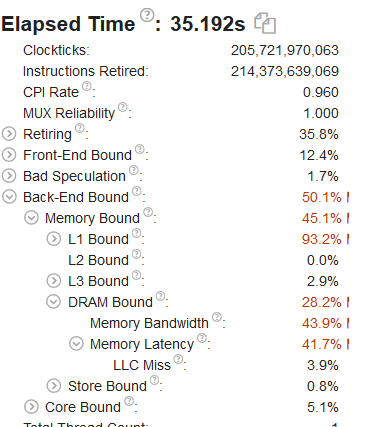 Elapsed Time ?: 35.192s
Clockticks: 205,721,970,063
Instructions Retired: 214,373,639,069
CPI Rate ?: 0.960
MUX Reliability ?: 1.000
Retiring ?: 35.8%
Front-End Bound ?: 12.4%
Bad Speculation ?: 1.7%
Back-End Bound ?: 50.1%
Memory Bound ?: 45.1%
L1 Bound ?: 93.2%
L2 Bound ?: 0.0%
L3 Bound ?: 2.9%
DRAM Bound ?: 28.2%
Memory Bandwidth ?: 43.9%
Memory Latency ?: 41.7%
LLC Miss ?: 3.9%
Store Bound ?: 0.8%
Core Bound ?: 5.1%
Total Thread Count: 1